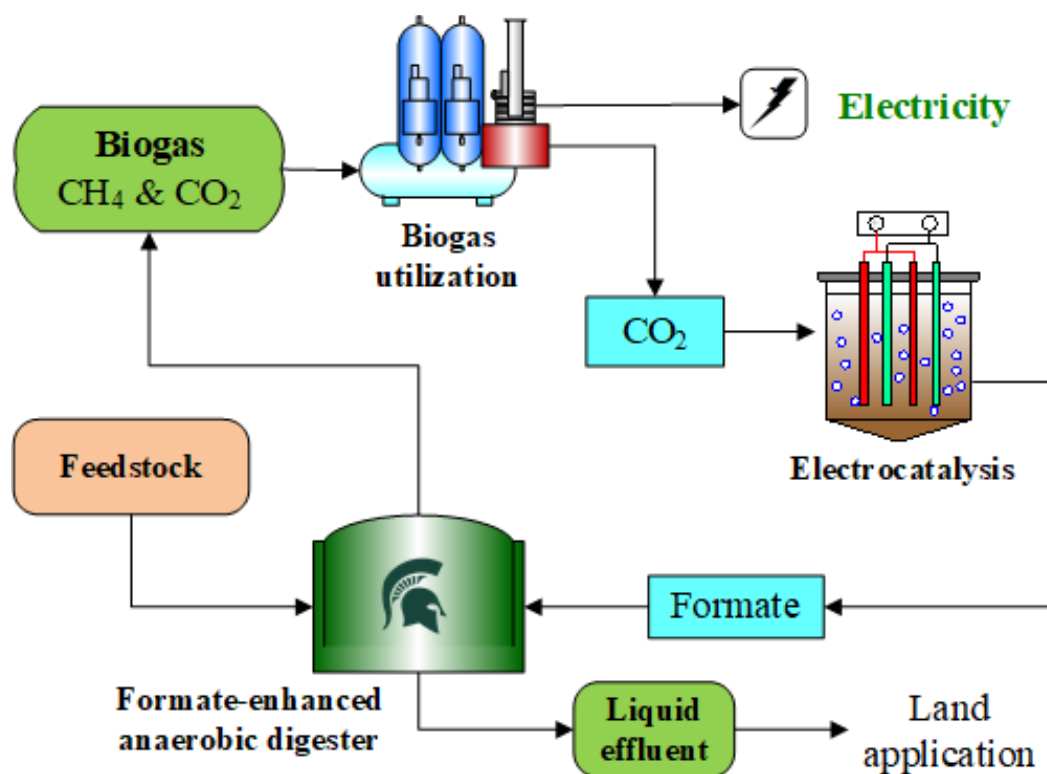 Electricity
Biogas
CH₄ & CO₂
Biogas
utilization
CO₂
Electrocatalysis
Feedstock
Formate
Formate-enhanced
anaerobic digester
Liquid
effluent
Land
application